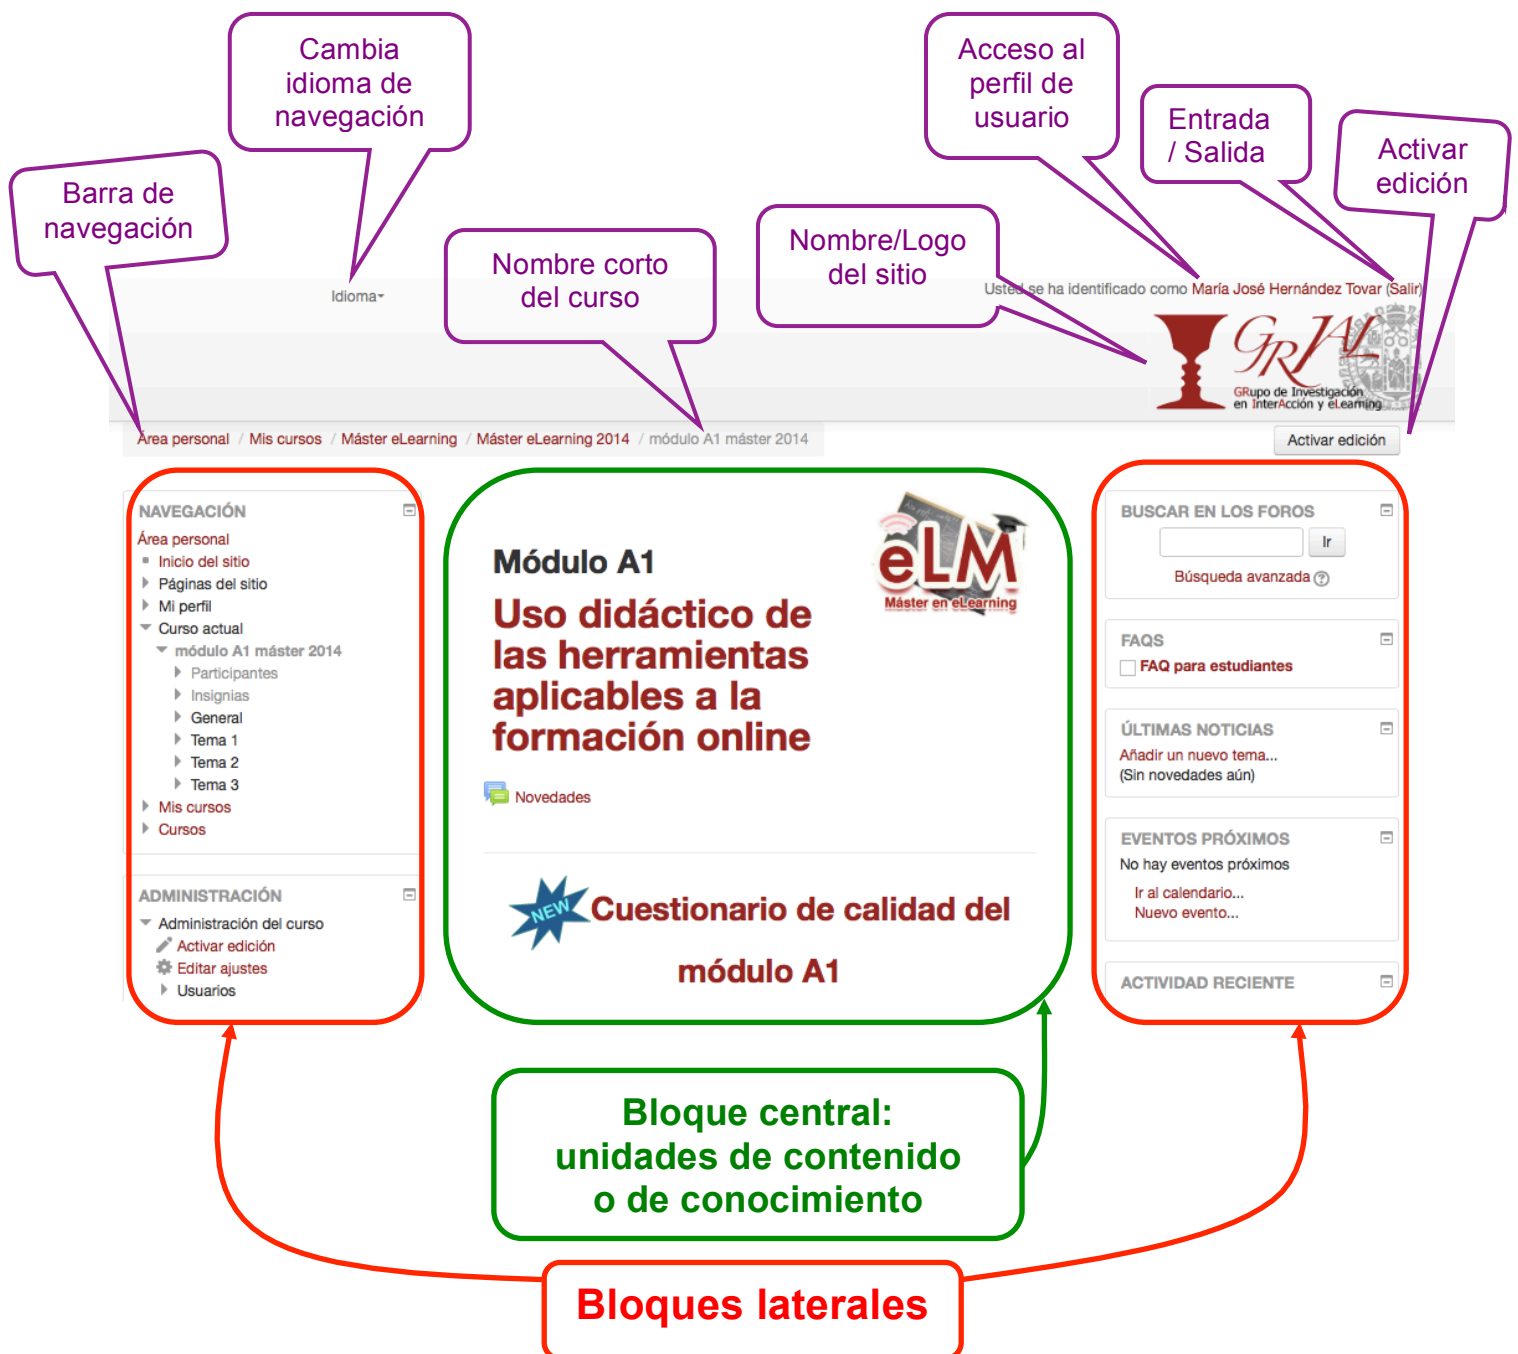 Cambia
idioma de
navegación
Acceso al
perfil de
usuario
Entrada
/ Salida
Activar
edición
Barra de
navegación
Nombre corto
del curso
Nombre/Logo
del sitio
Idioma
Usted se ha identificado como María José Hernández Tovar (Salir)
GRIAL
GRupo de Investigación
en InterAcción y eLearning
Área personal / Mis cursos / Máster eLearning / Máster eLearning 2014 / módulo A1 máster 2014
Activar edición
NAVEGACIÓN
Área personal
Inicio del sitio
Páginas del sitio
Mi perfil
Curso actual
módulo A1 máster 2014
Participantes
Insignias
General
Tema 1
Tema 2
Tema 3
Mis cursos
Cursos
ADMINISTRACIÓN
Administración del curso
Activar edición
Editar ajustes
Usuarios
eLM
Máster en eLearning
Módulo A1
Uso didáctico de
las herramientas
aplicables a la
formación online
Novedades
NEW
Cuestionario de calidad del
módulo A1
BUSCAR EN LOS FOROS
Ir
Búsqueda avanzada ?
FAQS
FAQ para estudiantes
ÚLTIMAS NOTICIAS
Añadir un nuevo tema...
(Sin novedades aún)
EVENTOS PRÓXIMOS
No hay eventos próximos
Ir al calendario...
Nuevo evento...
ACTIVIDAD RECIENTE
Bloque central:
unidades de contenido
o de conocimiento
Bloques laterales